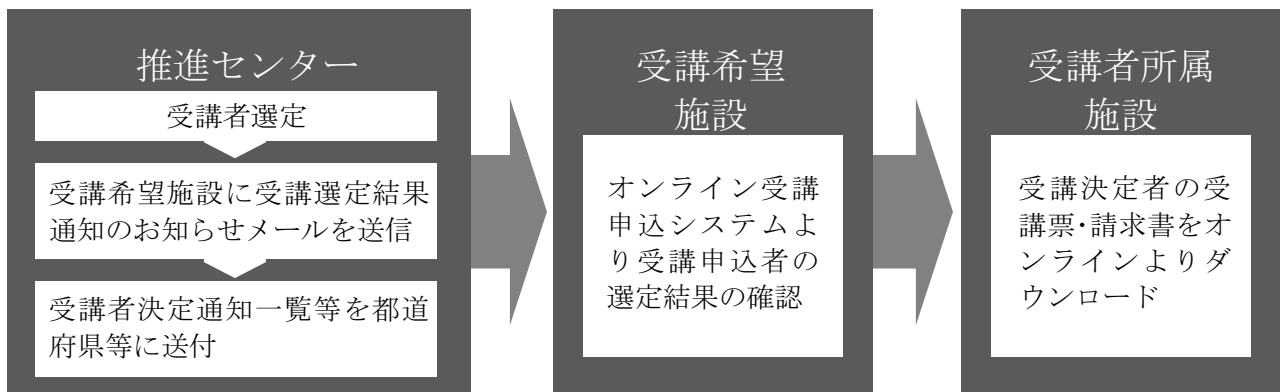 推進センター
受講者選定
受講希望施設に受講選定結果
通知のお知らせメールを送信
受講者決定通知一覧等を都道
府県等に送付
受講希望
施設
オンライン受講
申込システムよ
り受講申込者の
選定結果の確認
受講者所属
施設
受講決定者の受
講票・請求書をオ
ンラインよりダ
ウンロード